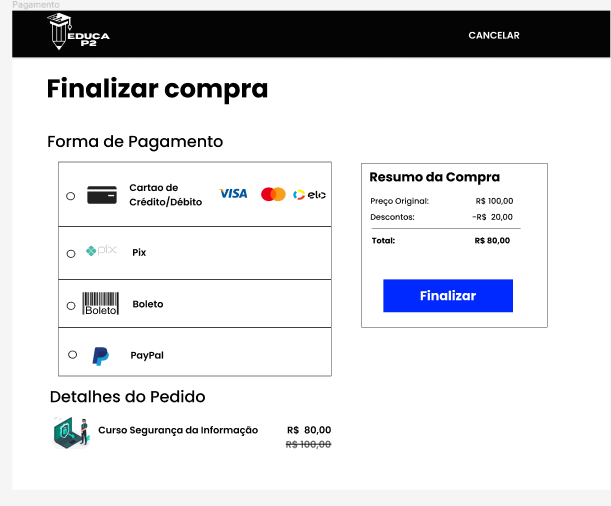 Pagamento
EDUCA
P2
CANCELAR
Finalizar compra
Forma de Pagamento
Cartao de
Crédito/Débito
VISA
elo
pix
Pix
Boleto
Boleto
PayPal
Resumo da Compra
Preço Original: R$ 100,00
Descontos: -R$ 20,00
Total: R$ 80,00
Finalizar
Detalhes do Pedido
Curso Segurança da Informação R$ 80,00
R$ 100,00